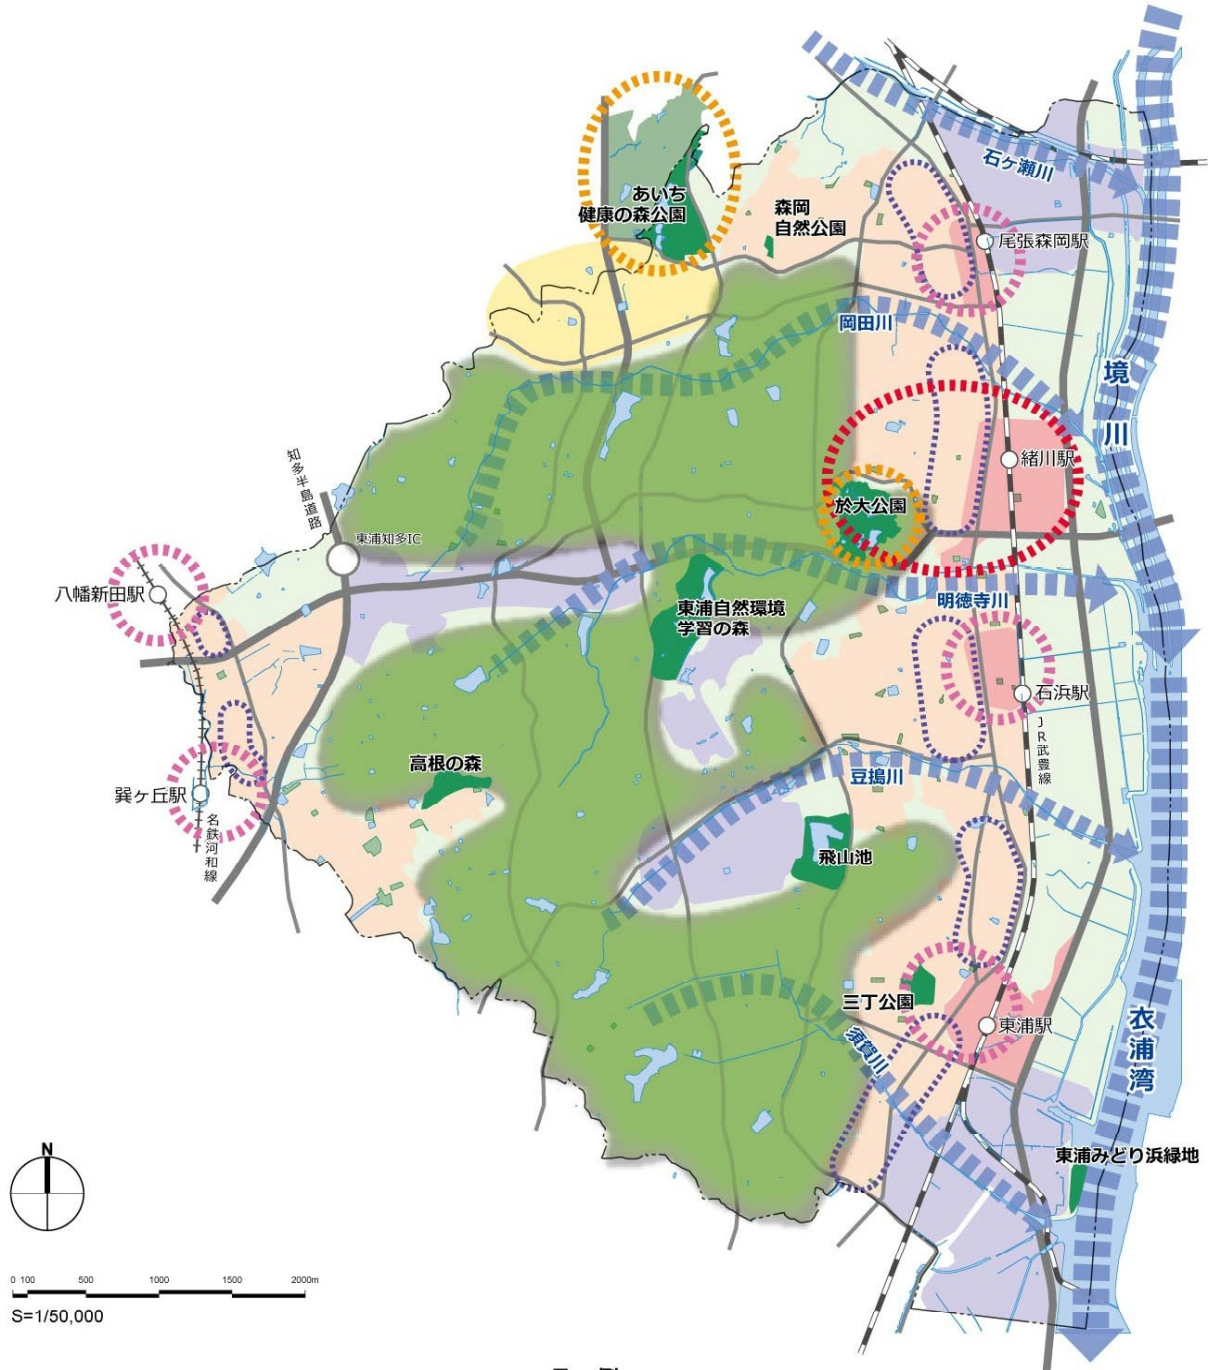 石ヶ瀬川
あいち
健康の森公園
森岡
自然公園
尾張森岡駅
岡田川
境川
緒川駅
知多半島道路
於大公園
東浦知多IC
八幡新田駅
明徳寺川
東浦自然環境
学習の森
石浜駅
JR武豊線
高根の森
豆搗川
巽ヶ丘駅
名鉄河和線
飛山池
三丁公園
東浦駅
衣浦湾
須賀川
東浦みどり浜緑地
N
0 100 500 1000 1500 2000m
S=1/50,000